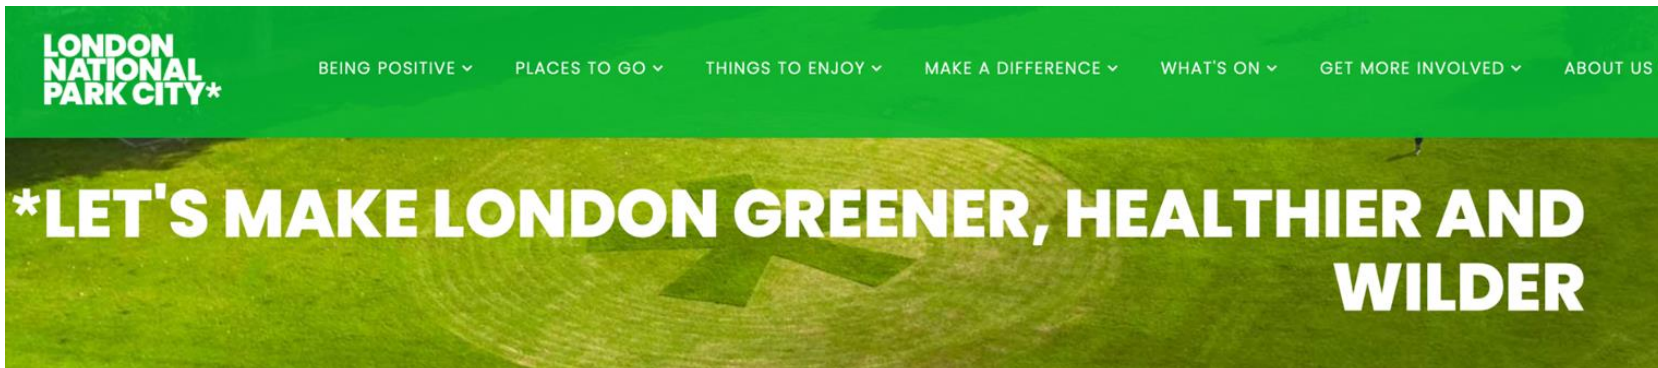 LONDON
NATIONAL
PARK CITY*
BEING POSITIVE PLACES TO GO THINGS TO ENJOY MAKE A DIFFERENCE WHAT'S ON GET MORE INVOLVED ABOUT US
*LET'S MAKE LONDON GREENER, HEALTHIER AND
WILDER